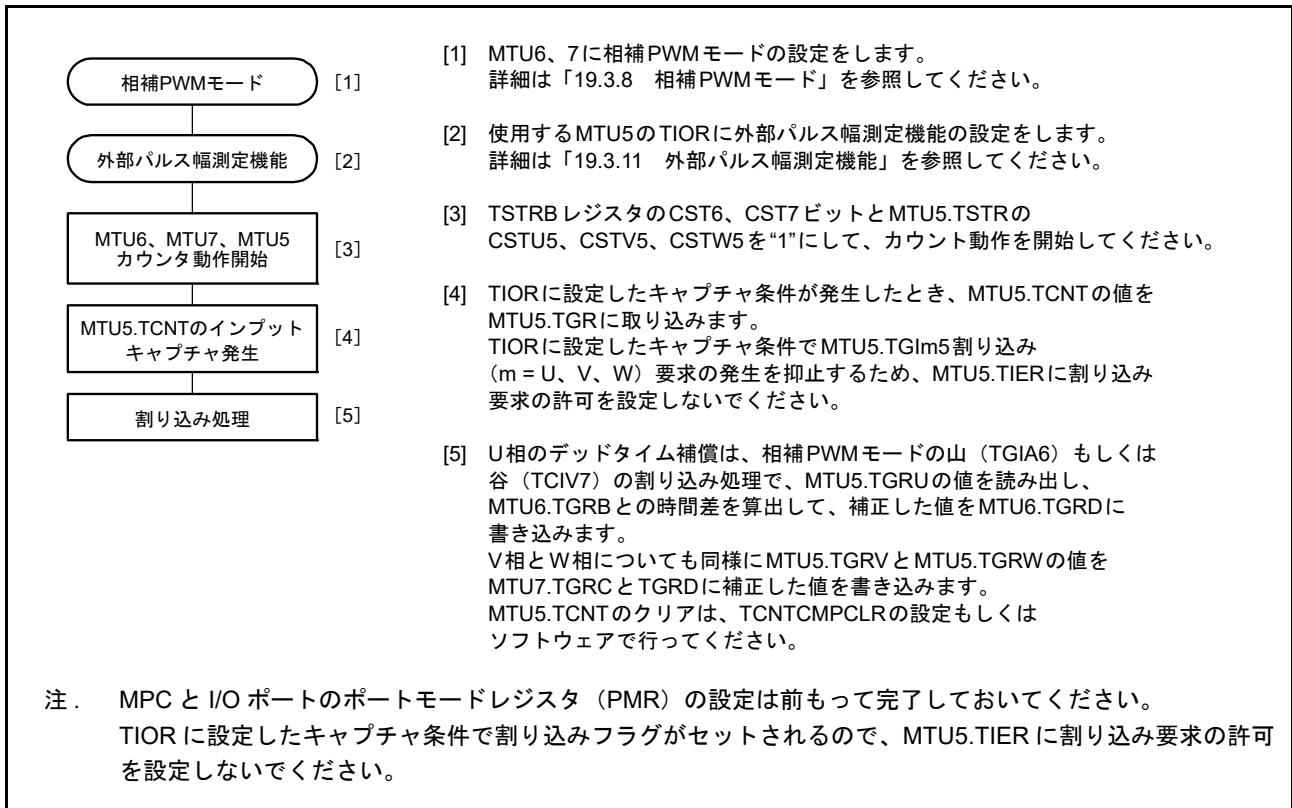 相補PWMモード [1]
外部パルス幅測定機能 [2]
MTU6、MTU7、MTU5
カウンタ動作開始
[3]
MTU5.TCNTのインプット
キャプチャ発生
[4]
割り込み処理 [5]
[1] MTU6、7に相補PWMモードの設定をします。
詳細は「19.3.8 相補PWMモード」を参照してください。
[2] 使用するMTU5のTIORに外部パルス幅測定機能の設定をします。
詳細は「19.3.11 外部パルス幅測定機能」を参照してください。
[3] TSTRBレジスタのCST6、CST7ビットとMTU5.TSTRの
CSTU5、CSTV5、CSTW5を“1”にして、カウント動作を開始してください。
[4] TIORに設定したキャプチャ条件が発生したとき、MTU5.TCNTの値を
MTU5.TGRに取り込みます。
TIORに設定したキャプチャ条件でMTU5.TGIm5割り込み
（m = U、V、W）要求の発生を抑止するため、MTU5.TIERに割り込み
要求の許可を設定しないでください。
[5] U相のデッドタイム補償は、相補PWMモードの山（TGIA6）もしくは
谷（TCIV7）の割り込み処理で、MTU5.TGRUの値を読み出し、
MTU6.TGRBとの時間差を算出して、補正した値をMTU6.TGRDに
書き込みます。
V相とW相についても同様にMTU5.TGRVとMTU5.TGRWの値を
MTU7.TGRCとTGRDに補正した値を書き込みます。
MTU5.TCNTのクリアは、TCNTCMPCLRの設定もしくは
ソフトウェアで行ってください。
注． MPC と I/O ポートのポートモードレジスタ（PMR）の設定は前もって完了しておいてください。
TIOR に設定したキャプチャ条件で割り込みフラグがセットされるので、MTU5.TIER に割り込み要求の許可
を設定しないでください。